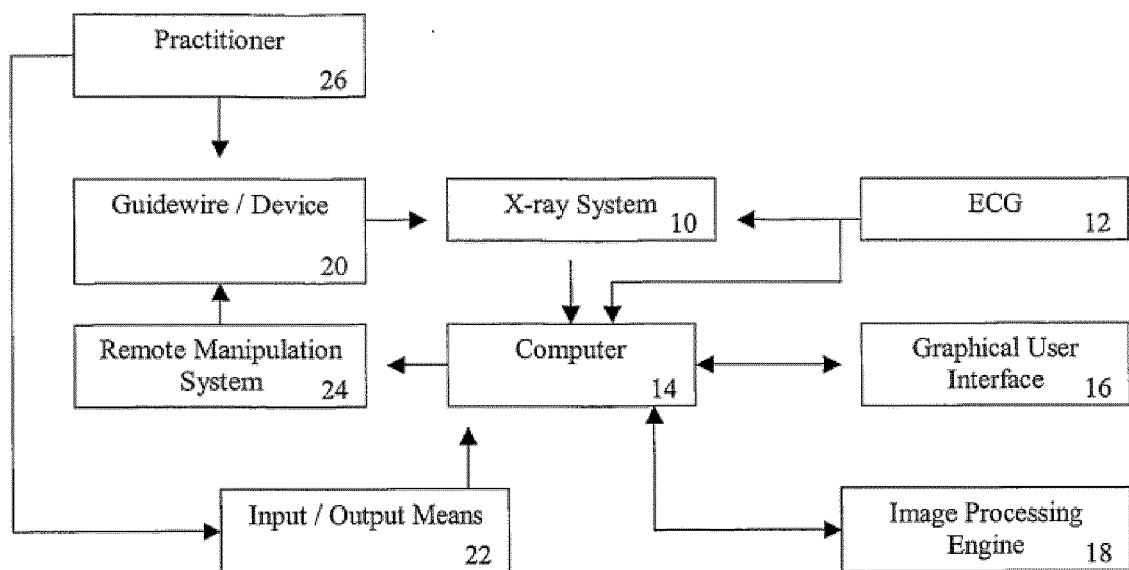 Practitioner
26
Guidewire / Device
20
X-ray System
10
ECG
12
Remote Manipulation
System
24
Computer
14
Graphical User
Interface
16
Input / Output Means
22
Image Processing
Engine
18